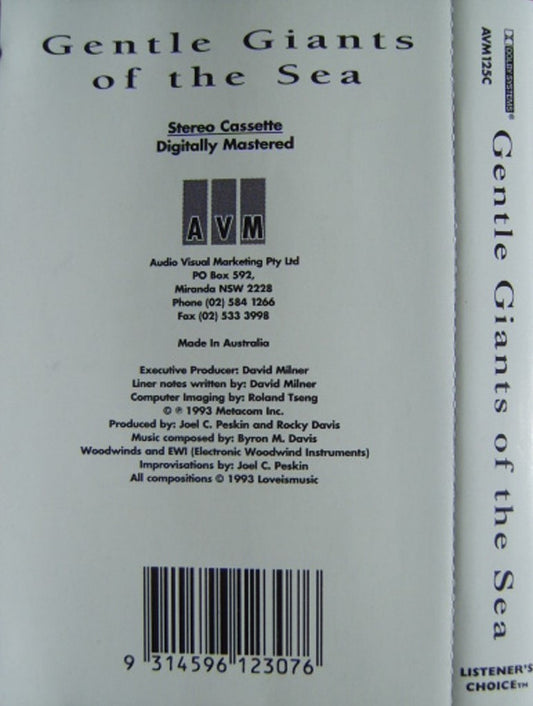 Gentle Giants
of the Sea
Stereo Cassette
Digitally Mastered
AVM
Audio Visual Marketing Pty Ltd
PO Box 592,
Miranda NSW 2228
Phone (02) 584 1266
Fax (02) 533 3998
Made In Australia
Executive Producer: David Milner
Liner notes written by: David Milner
Computer Imaging by: Roland Tseng
© ℗ 1993 Metacom Inc.
Produced by: Joel C. Peskin and Rocky Davis
Music composed by: Byron M. Davis
Woodwinds and EWI (Electronic Woodwind Instruments)
Improvisations by: Joel C. Peskin
All compositions © 1993 Loveismusic
9 314596 123076
DOLBY SYSTEMS®
AVM125C
Gentle Giants of the Sea
LISTENER'S
CHOICE™